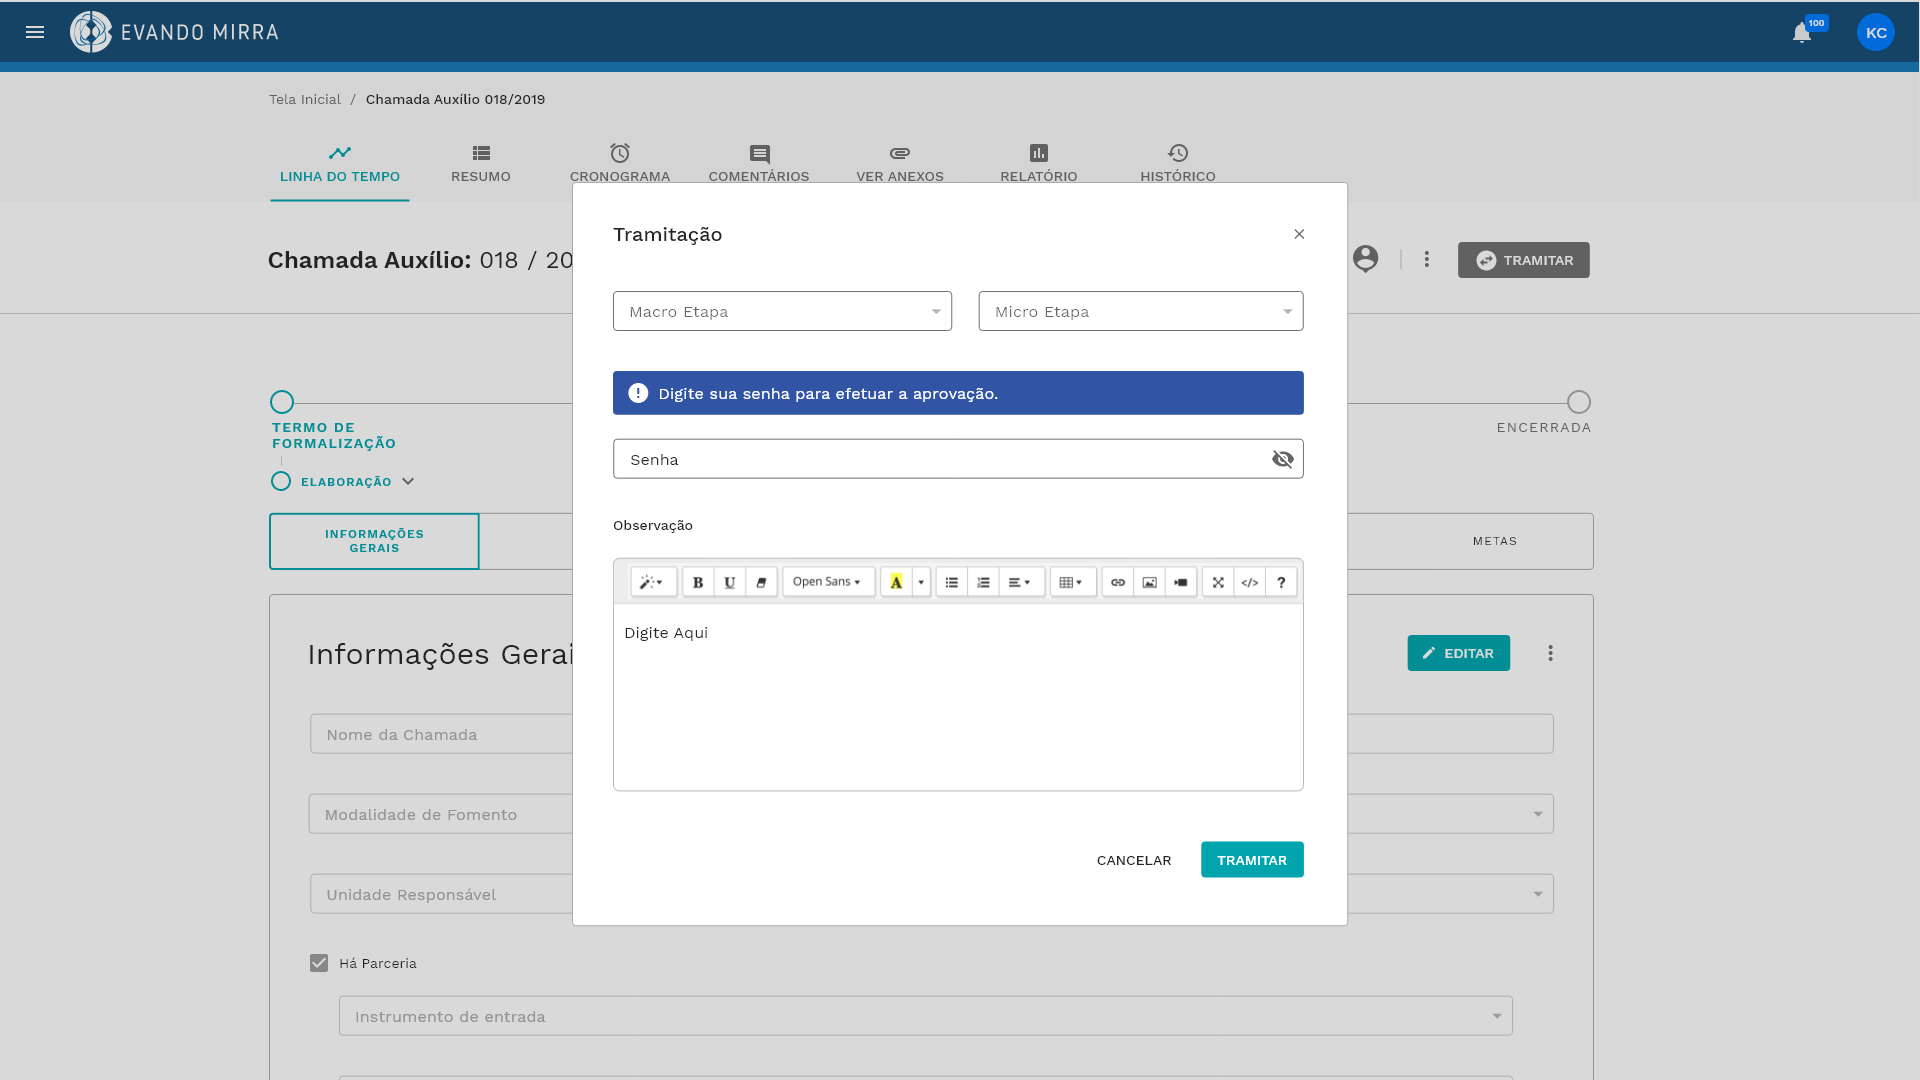 EVANDO MIRRA
100
KC
Tela Inicial / Chamada Auxílio 018/2019
LINHA DO TEMPO
RESUMO
CRONOGRAMA
COMENTÁRIOS
VER ANEXOS
RELATÓRIO
HISTÓRICO
Chamada Auxílio: 018 / 20
TRAMITAR
TERMO DE
FORMALIZAÇÃO
ENCERRADA
ELABORAÇÃO
INFORMAÇÕES
GERAIS
METAS
Informações Gerai
EDITAR
Nome da Chamada
Modalidade de Fomento
Unidade Responsável
Há Parceria
Instrumento de entrada
Tramitação
×
Macro Etapa
Micro Etapa
Digite sua senha para efetuar a aprovação.
Senha
Observação
B U Open Sans A </> ?
Digite Aqui
CANCELAR
TRAMITAR